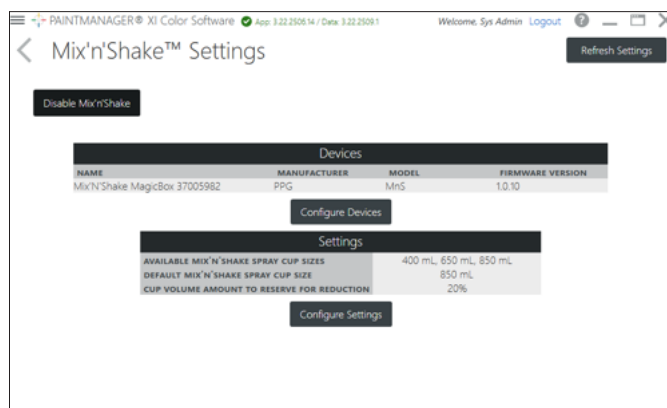 PAINTMANAGER® XI Color Software App: 3.22.2506.14 / Data: 3.22.2509.1 Welcome, Sys Admin Logout
Mix'n'Shake™ Settings Refresh Settings
Disable Mix'n'Shake
Devices
NAME MANUFACTURER MODEL FIRMWARE VERSION
Mix'N'Shake MagicBox 37005982 PPG MnS 1.0.10
Configure Devices
Settings
AVAILABLE MIX'N'SHAKE SPRAY CUP SIZES 400 mL, 650 mL, 850 mL
DEFAULT MIX'N'SHAKE SPRAY CUP SIZE 850 mL
CUP VOLUME AMOUNT TO RESERVE FOR REDUCTION 20%
Configure Settings